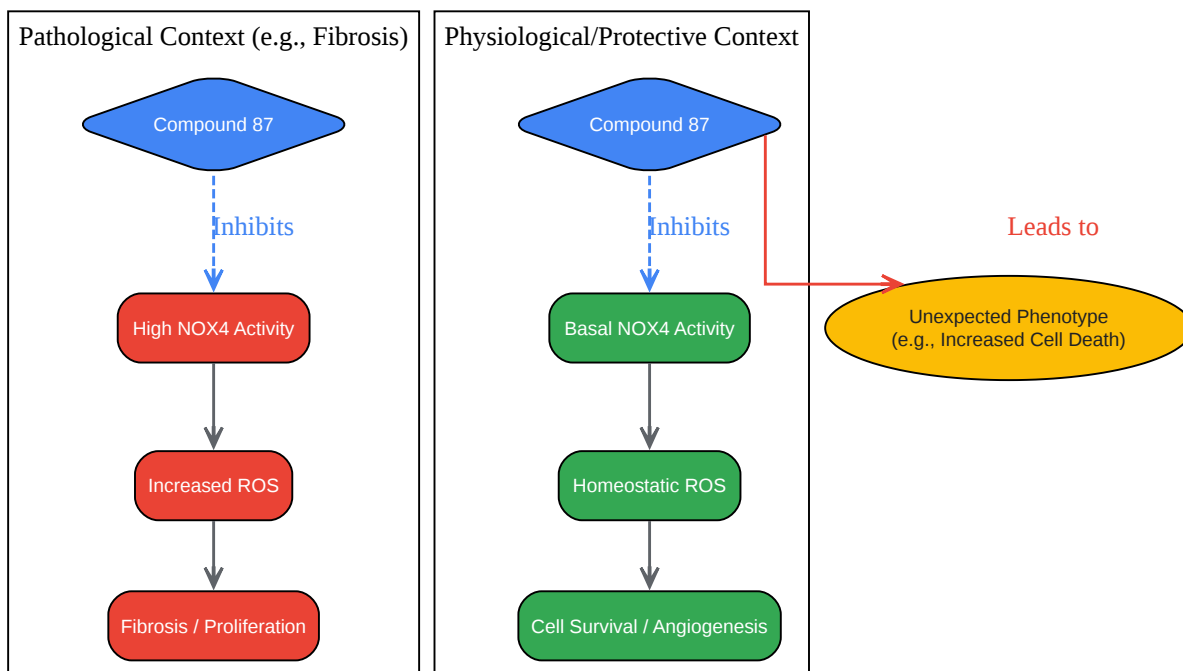 Pathological Context (e.g., Fibrosis)
Compound 87
Inhibits
High NOX4 Activity
Increased ROS
Fibrosis / Proliferation
Physiological/Protective Context
Compound 87
Inhibits
Basal NOX4 Activity
Homeostatic ROS
Cell Survival / Angiogenesis
Leads to
Unexpected Phenotype
(e.g., Increased Cell Death)